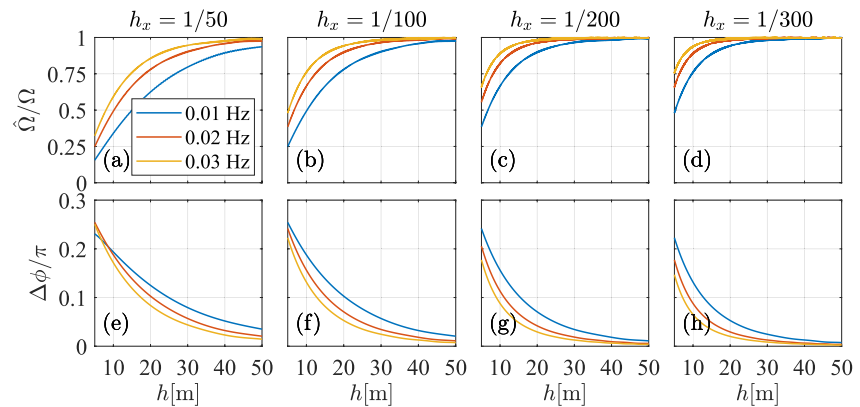 h_x = 1/50 h_x = 1/100 h_x = 1/200 h_x = 1/300
1
0.75
Ω̂/Ω
0.5
0.25
0
0.01 Hz
0.02 Hz
0.03 Hz
(a) (b) (c) (d)
0.3
0.2
Δϕ/π
0.1
0
(e) (f) (g) (h)
10 20 30 40 50 10 20 30 40 50 10 20 30 40 50 10 20 30 40 50
h[m] h[m] h[m] h[m]